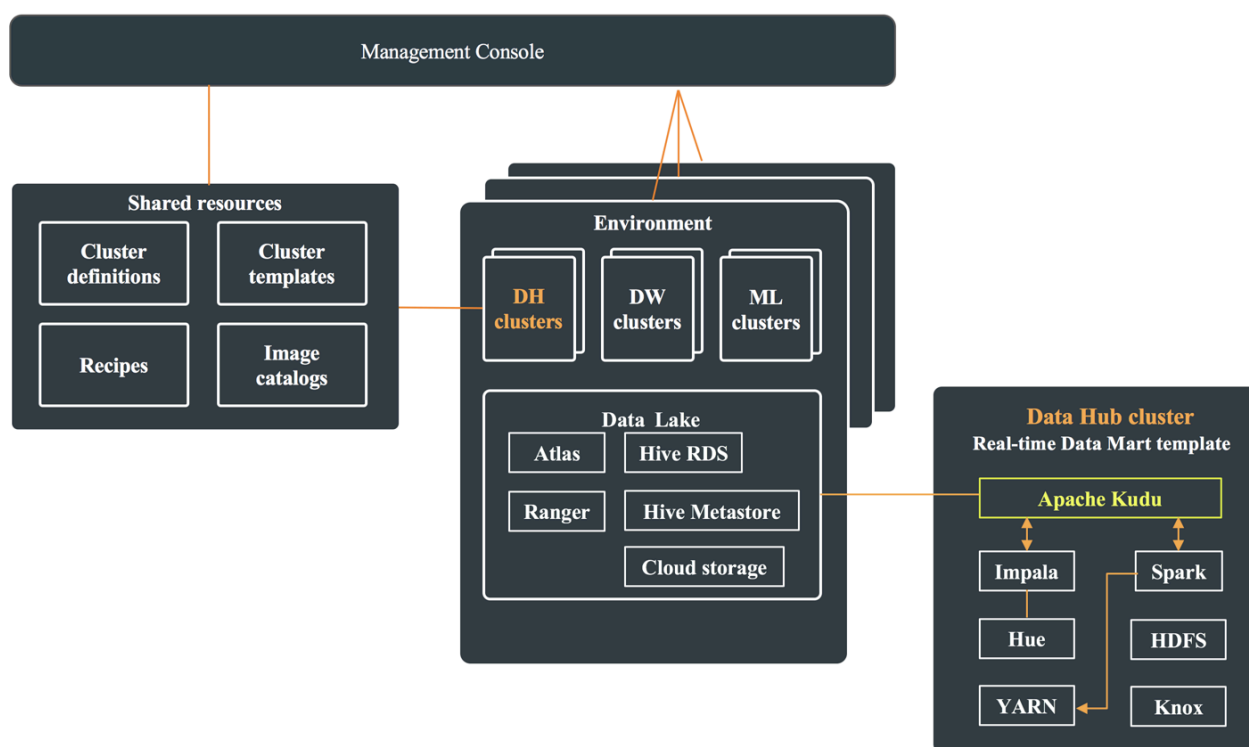 Management Console
Shared resources
Cluster
definitions
Cluster
templates
Recipes
Image
catalogs
Environment
DH
clusters
DW
clusters
ML
clusters
Data Lake
Atlas
Hive RDS
Ranger
Hive Metastore
Cloud storage
Data Hub cluster
Real-time Data Mart template
Apache Kudu
Impala
Spark
Hue
HDFS
YARN
Knox